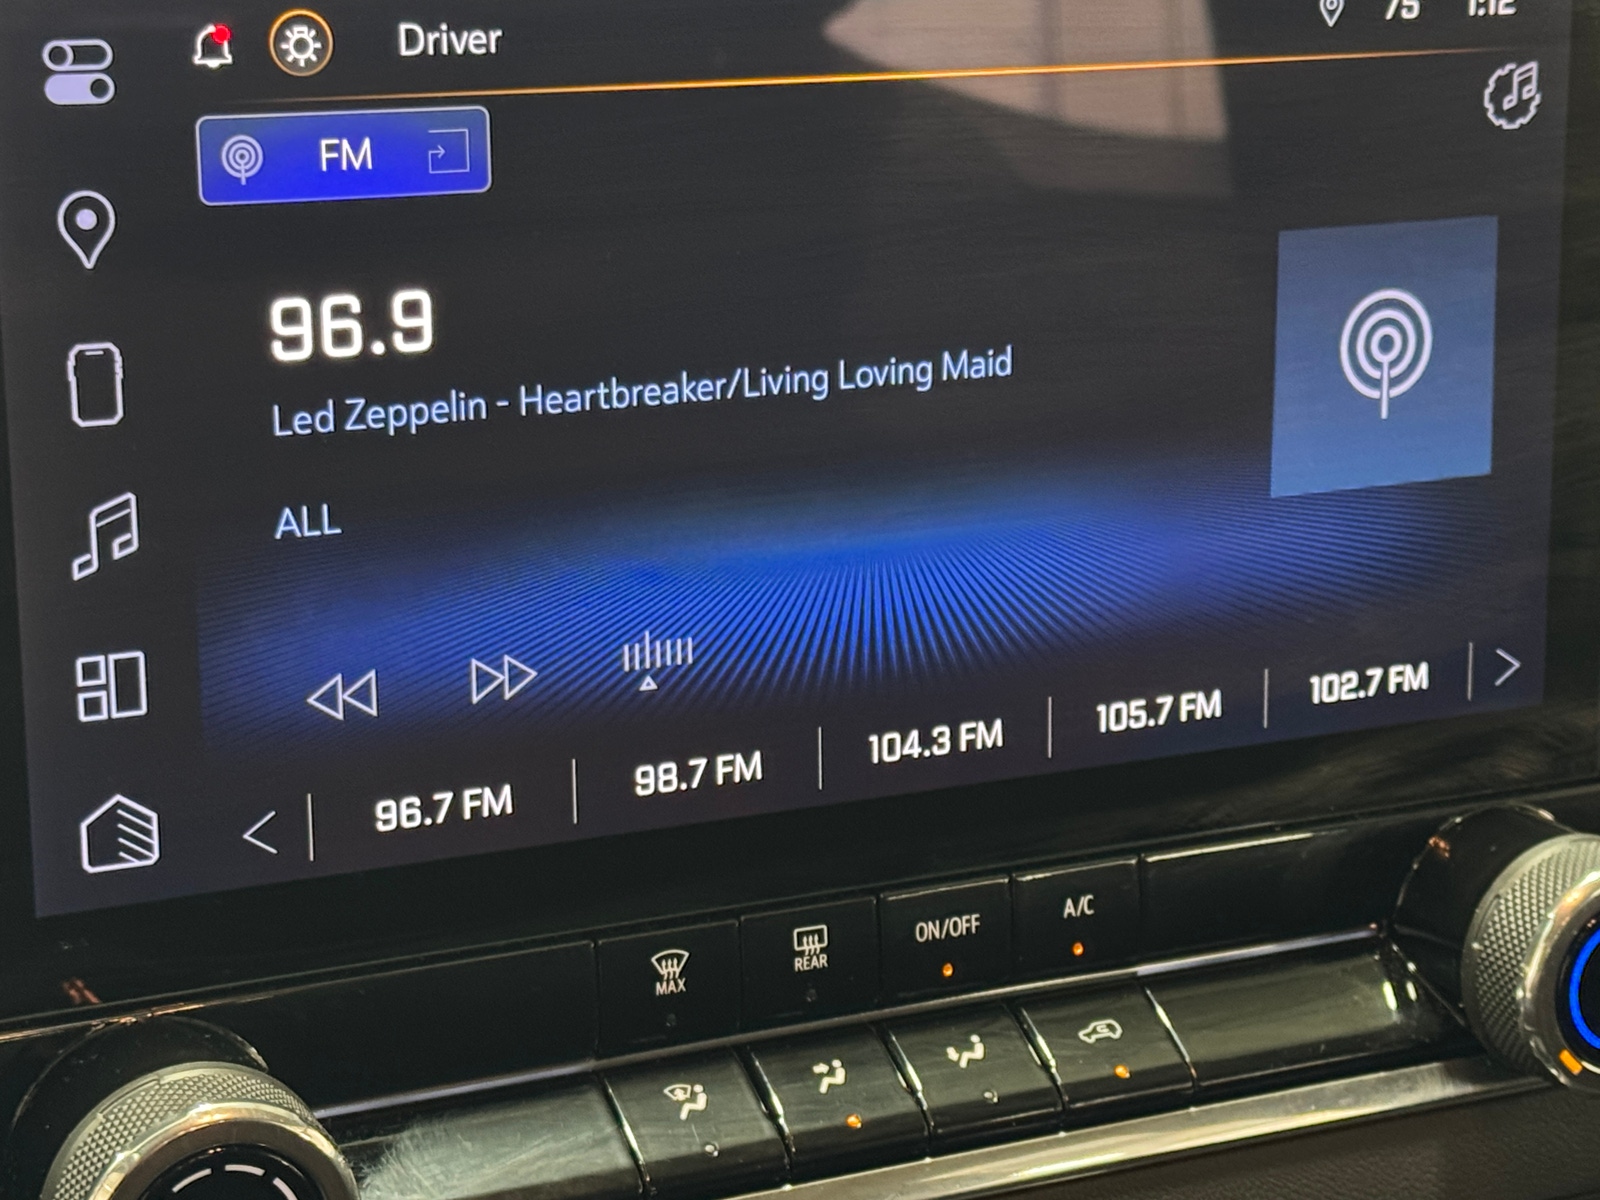 Driver
75
1:12
FM
96.9
Led Zeppelin - Heartbreaker/Living Loving Maid
ALL
96.7 FM
98.7 FM
104.3 FM
105.7 FM
102.7 FM
MAX
REAR
ON/OFF
A/C